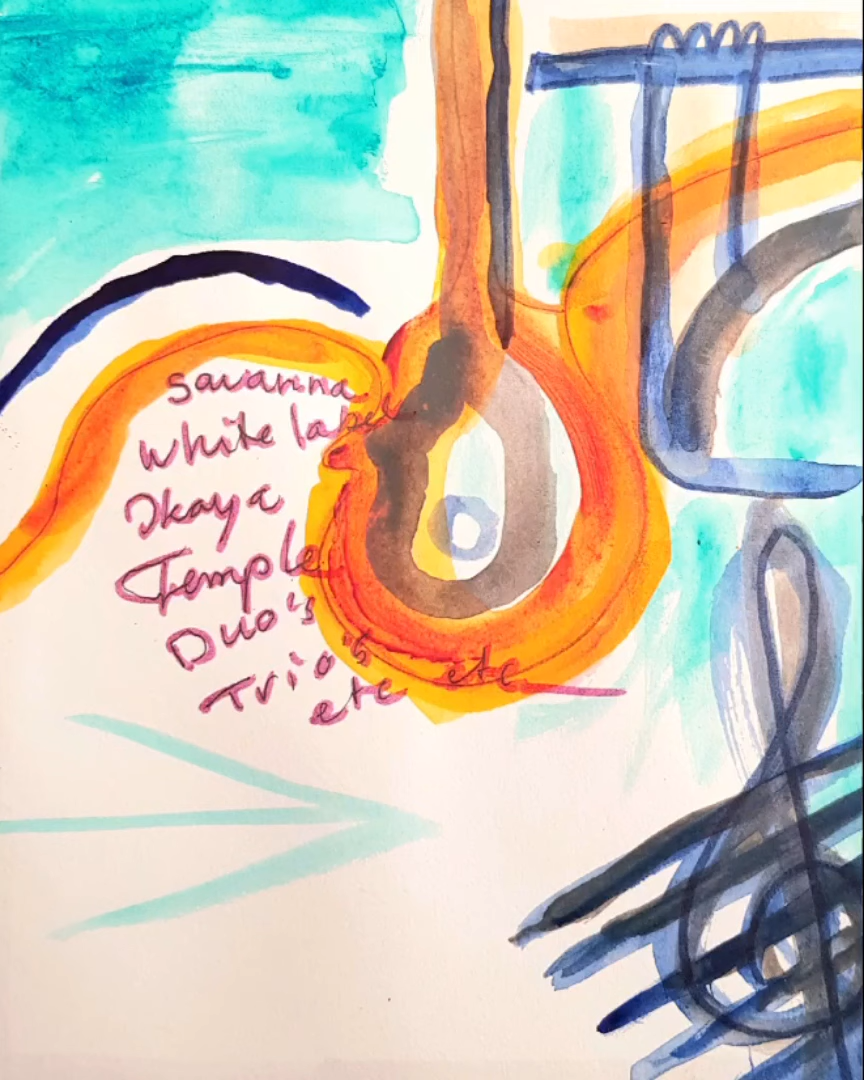 Savanna
White label
Ikaya
Temple
Duo's
Trio's
etc etc